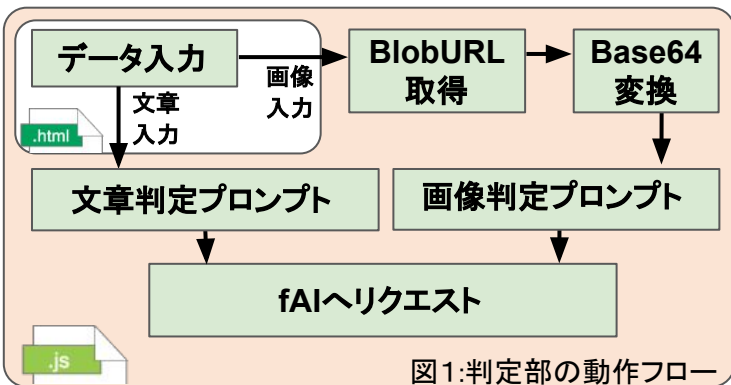 データ入力
画像
入力
BlobURL
取得
Base64
変換
文章
入力
.html
文章判定プロンプト
画像判定プロンプト
fAIへリクエスト
.js
図1:判定部の動作フロー